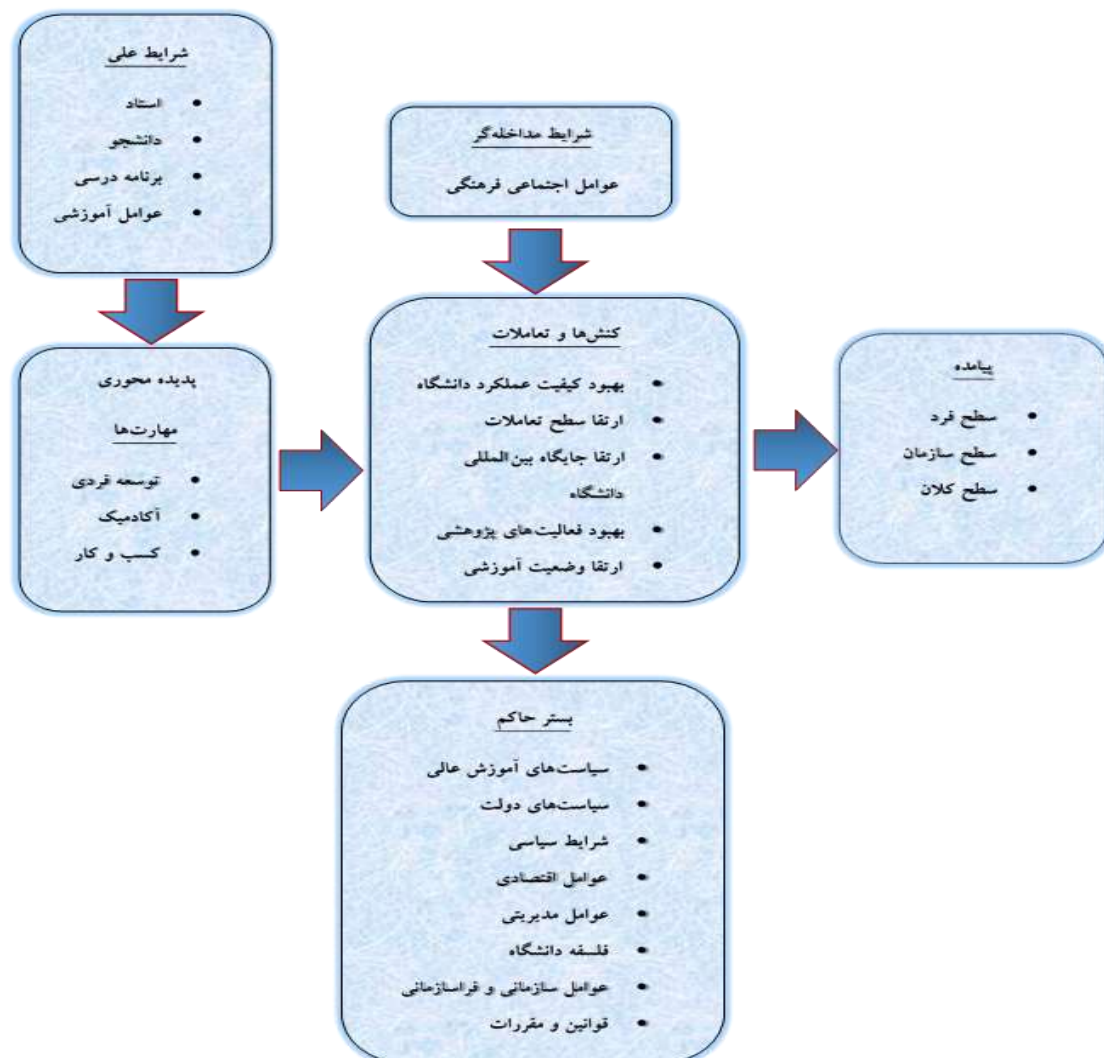 شرایط علی
• استاد
• دانشجو
• برنامه درسی
• عوامل آموزشی
شرایط مداخله‌گر
عوامل اجتماعی فرهنگی
پدیده محوری
مهارت‌ها
• توسعه فردی
• آکادمیک
• کسب و کار
کنش‌ها و تعاملات
• بهبود کیفیت عملکرد دانشگاه
• ارتقا سطح تعاملات
• ارتقا جایگاه بین‌المللی
دانشگاه
• بهبود فعالیت‌های پژوهشی
• ارتقا وضعیت آموزشی
پیامده
• سطح فرد
• سطح سازمان
• سطح کلان
بستر حاکم
• سیاست‌های آموزش عالی
• سیاست‌های دولت
• شرایط سیاسی
• عوامل اقتصادی
• عوامل مدیریتی
• فلسفه دانشگاه
• عوامل سازمانی و فراسازمانی
• قوانین و مقررات